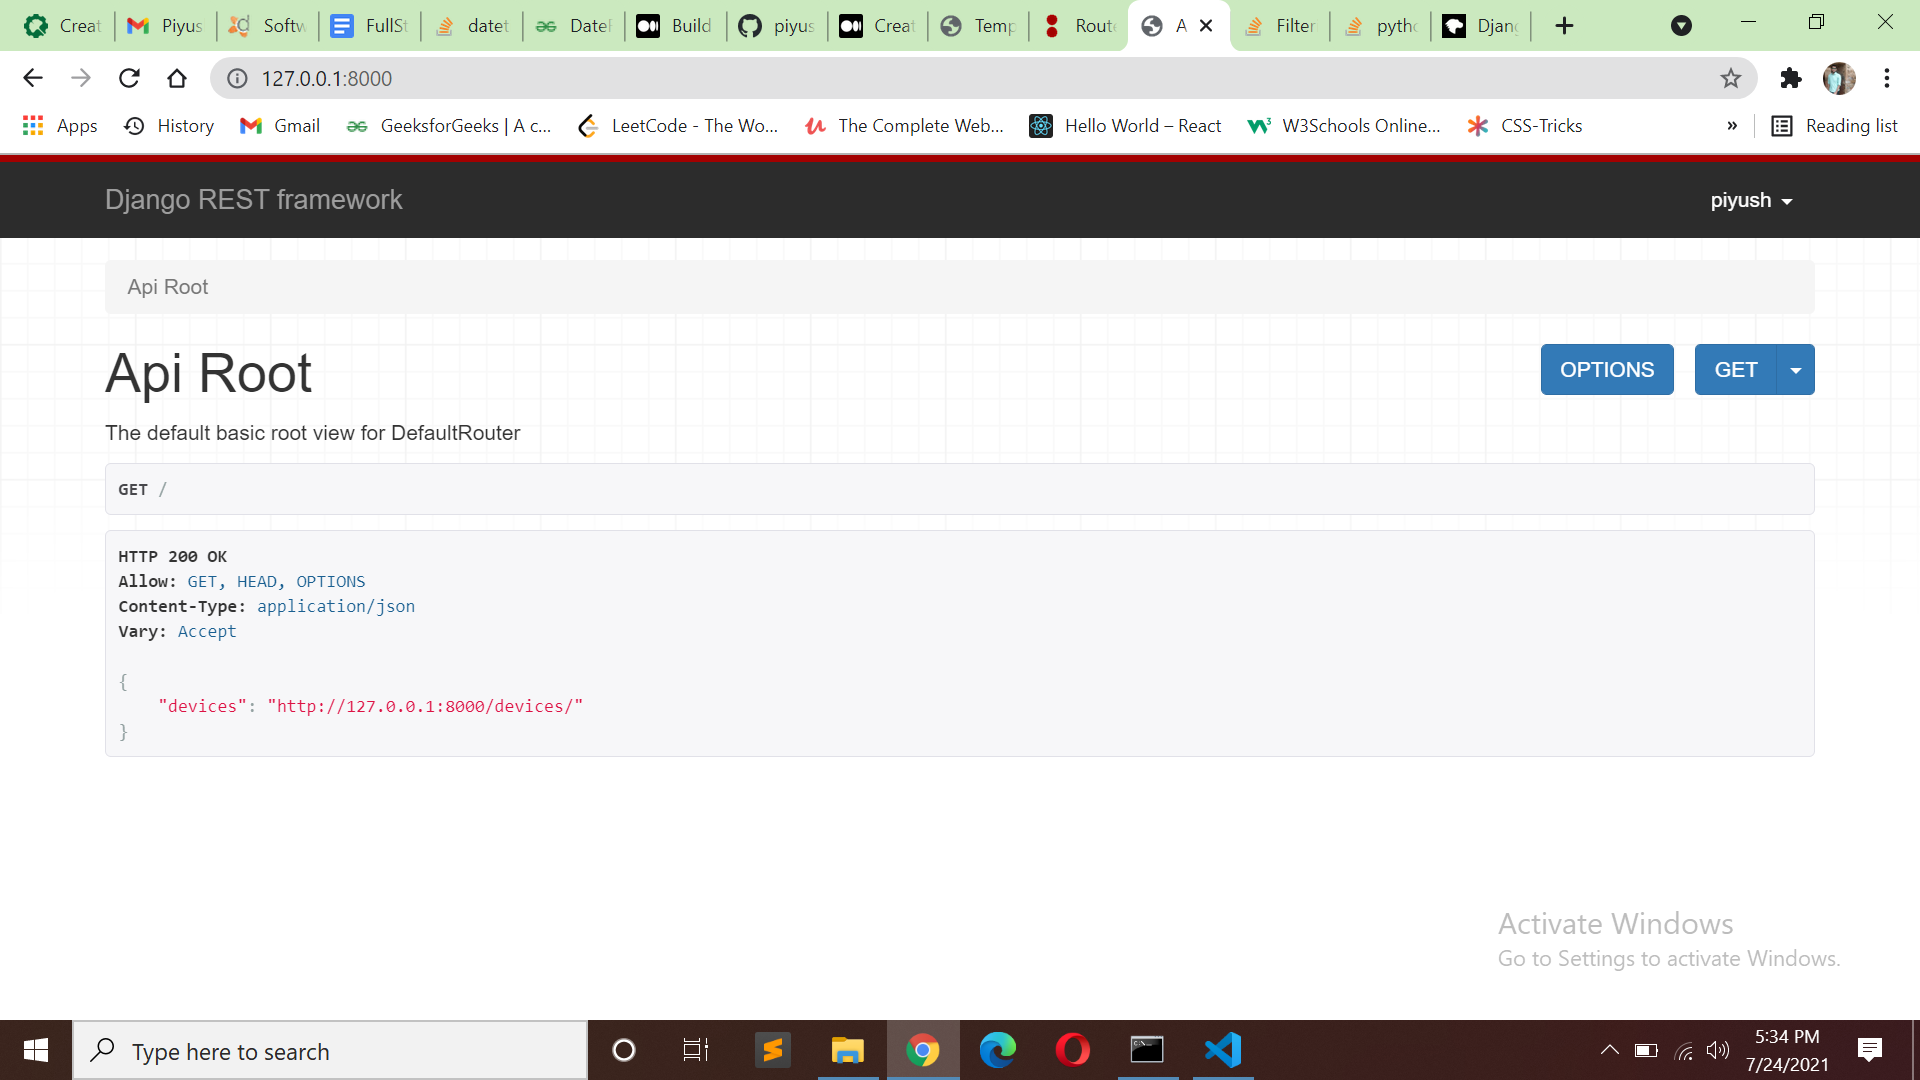 Creat
Piyus
Softw
FullSt
datet
DateF
Build
piyus
Creat
Temp
Route
A
Filter
pytho
Djang
127.0.0.1:8000
Apps
History
Gmail
GeeksforGeeks | A c...
LeetCode - The Wo...
The Complete Web...
Hello World – React
W3Schools Online...
CSS-Tricks
»
Reading list
Django REST framework
piyush
Api Root
Api Root
OPTIONS
GET
The default basic root view for DefaultRouter
GET /
HTTP 200 OK
Allow: GET, HEAD, OPTIONS
Content-Type: application/json
Vary: Accept
{
"devices": "http://127.0.0.1:8000/devices/"
}
Activate Windows
Go to Settings to activate Windows.
Type here to search
5:34 PM
7/24/2021